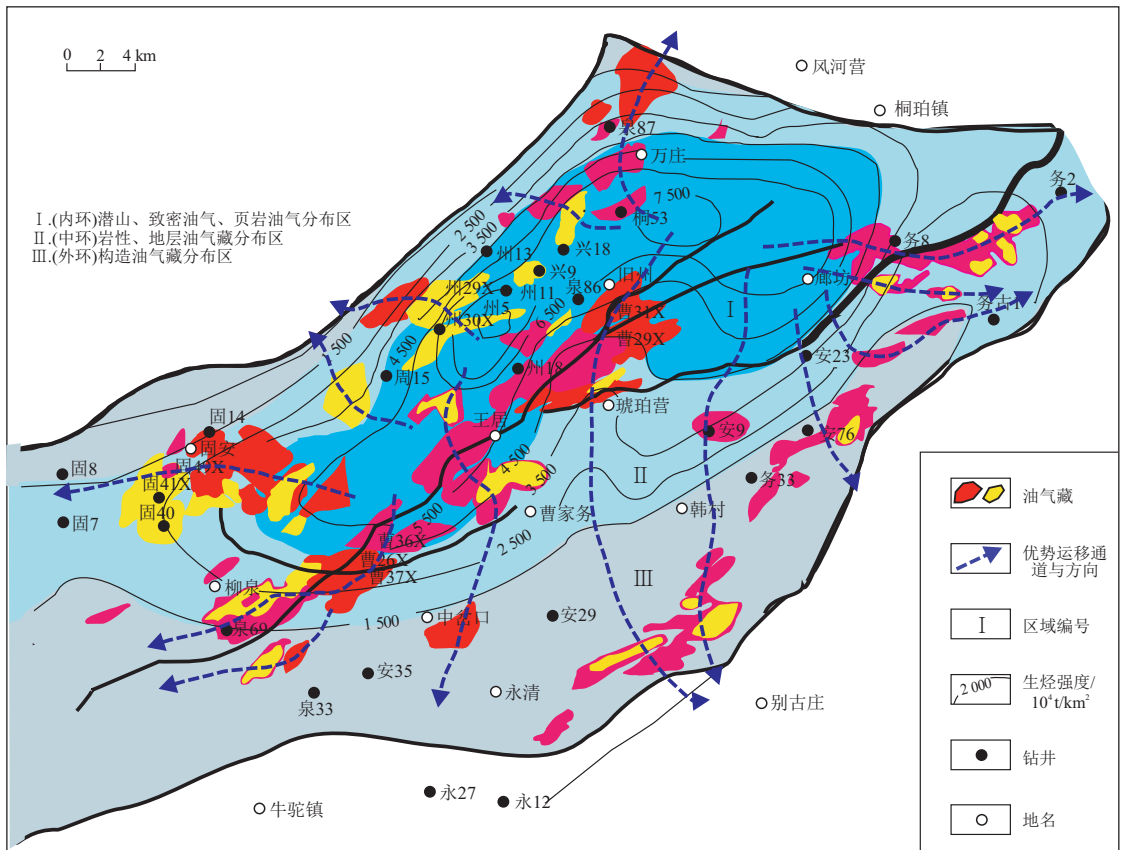 0 2 4 km
风河营
桐珀镇
泉87
万庄
务2
Ⅰ.(内环)潜山、致密油气、页岩油气分布区
Ⅱ.(中环)岩性、地层油气藏分布区
Ⅲ.(外环)构造油气藏分布区
7 500
2 500
3 500
桐53
州13
兴18
务8
兴9
旧州
廊坊
州29X
州11
泉86
州5
曹31X
Ⅰ
务古1
州30X
6 500
曹29X
4 500
安23
周15
州18
琥珀营
固14
王居
安9
安76
固安
固8
固49X
4 500
Ⅱ
固41X
3 500
务33
固7
固40
5 500
曹家务
韩村
曹36X
2 500
曹26X
曹37X
Ⅲ
柳泉
泉69
1 500
中岔口
安29
安35
泉33
永清
别古庄
永27
永12
牛驼镇
油气藏
优势运移通
道与方向
Ⅰ
区域编号
2 000
生烃强度/
10⁴t/km²
钻井
地名